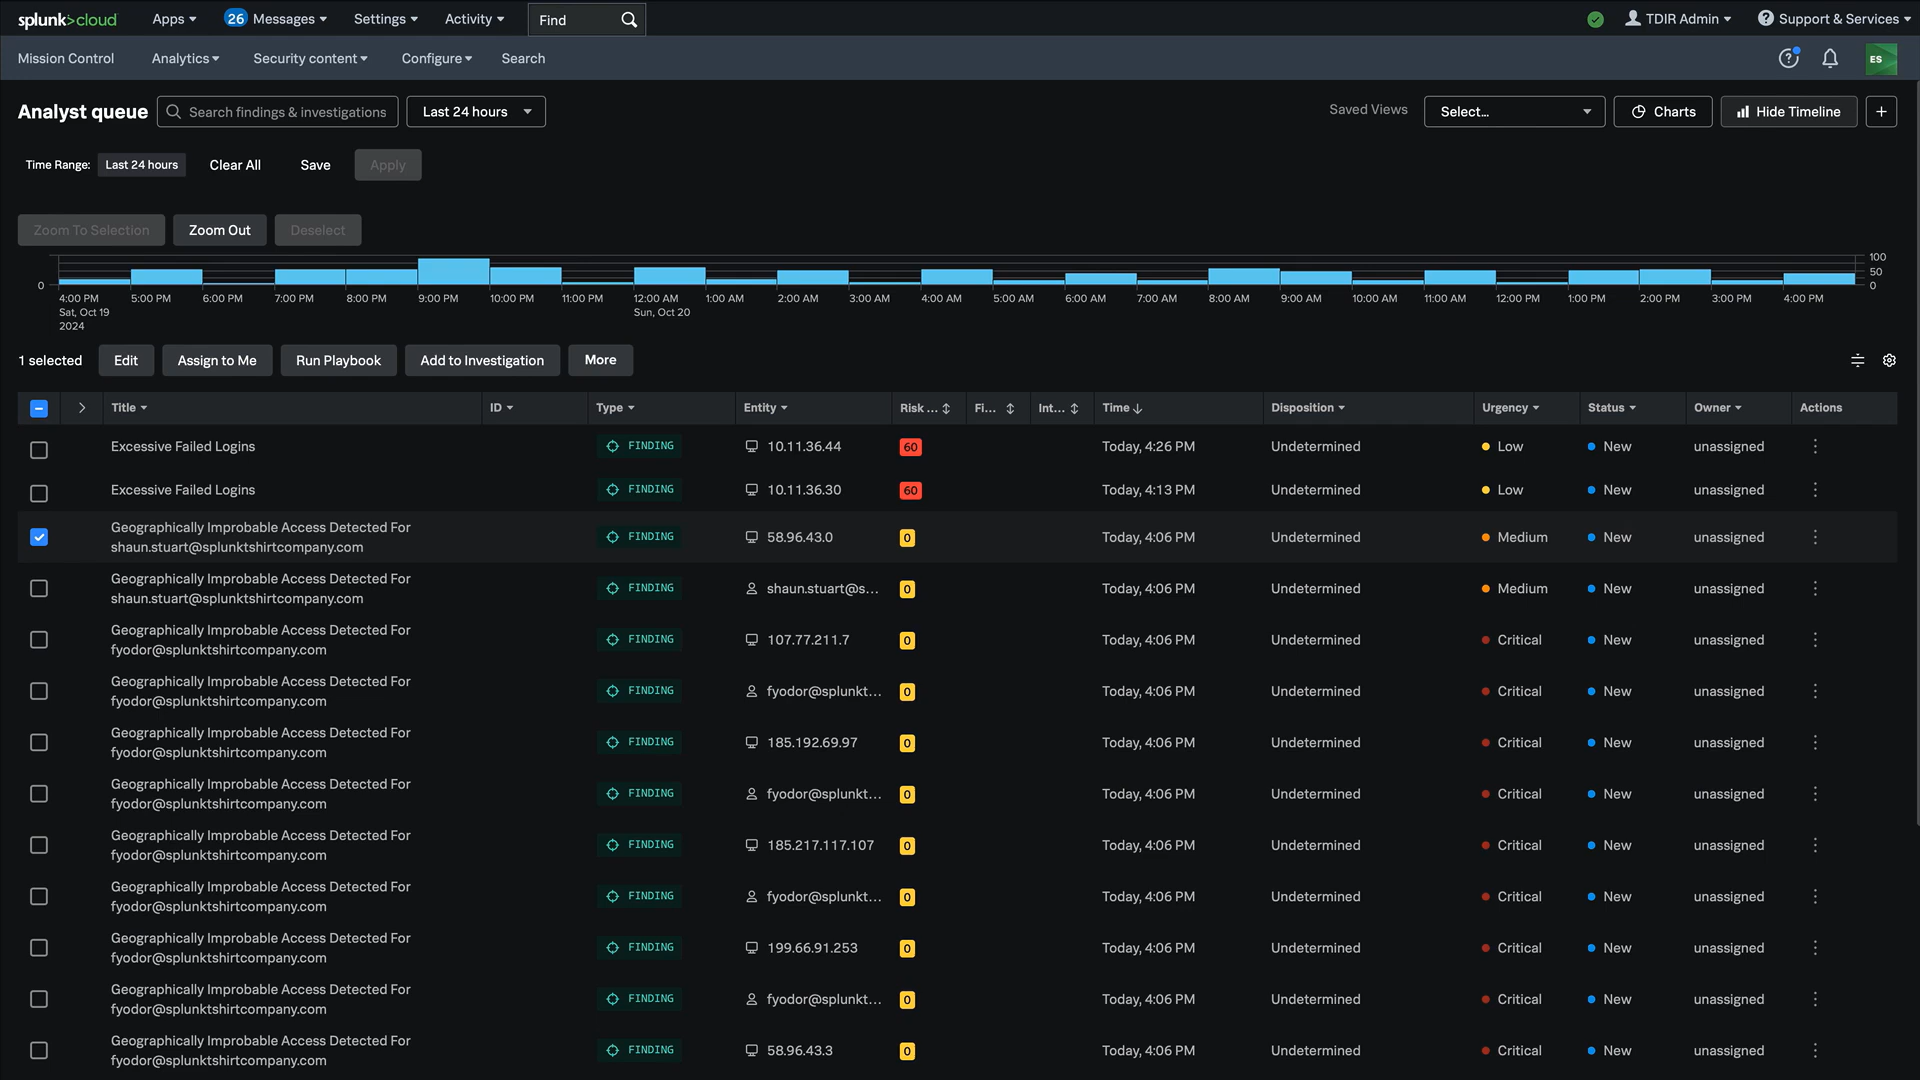 splunk>cloud Apps 26 Messages Settings Activity Find TDIR Admin Support & Services
Mission Control Analytics Security content Configure Search ES
Analyst queue Search findings & investigations Last 24 hours Saved Views Select... Charts Hide Timeline +
Time Range: Last 24 hours Clear All Save Apply
Zoom To Selection Zoom Out Deselect
100
50
0 0
4:00 PM 5:00 PM 6:00 PM 7:00 PM 8:00 PM 9:00 PM 10:00 PM 11:00 PM 12:00 AM 1:00 AM 2:00 AM 3:00 AM 4:00 AM 5:00 AM 6:00 AM 7:00 AM 8:00 AM 9:00 AM 10:00 AM 11:00 AM 12:00 PM 1:00 PM 2:00 PM 3:00 PM 4:00 PM
Sat, Oct 19 Sun, Oct 20
2024
1 selected Edit Assign to Me Run Playbook Add to Investigation More
Title ID Type Entity Risk ... Fi... Int... Time Disposition Urgency Status Owner Actions
Excessive Failed Logins FINDING 10.11.36.44 60 Today, 4:26 PM Undetermined Low New unassigned
Excessive Failed Logins FINDING 10.11.36.30 60 Today, 4:13 PM Undetermined Low New unassigned
Geographically Improbable Access Detected For
shaun.stuart@splunktshirtcompany.com FINDING 58.96.43.0 0 Today, 4:06 PM Undetermined Medium New unassigned
Geographically Improbable Access Detected For
shaun.stuart@splunktshirtcompany.com FINDING shaun.stuart@s... 0 Today, 4:06 PM Undetermined Medium New unassigned
Geographically Improbable Access Detected For
fyodor@splunktshirtcompany.com FINDING 107.77.211.7 0 Today, 4:06 PM Undetermined Critical New unassigned
Geographically Improbable Access Detected For
fyodor@splunktshirtcompany.com FINDING fyodor@splunkt... 0 Today, 4:06 PM Undetermined Critical New unassigned
Geographically Improbable Access Detected For
fyodor@splunktshirtcompany.com FINDING 185.192.69.97 0 Today, 4:06 PM Undetermined Critical New unassigned
Geographically Improbable Access Detected For
fyodor@splunktshirtcompany.com FINDING fyodor@splunkt... 0 Today, 4:06 PM Undetermined Critical New unassigned
Geographically Improbable Access Detected For
fyodor@splunktshirtcompany.com FINDING 185.217.117.107 0 Today, 4:06 PM Undetermined Critical New unassigned
Geographically Improbable Access Detected For
fyodor@splunktshirtcompany.com FINDING fyodor@splunkt... 0 Today, 4:06 PM Undetermined Critical New unassigned
Geographically Improbable Access Detected For
fyodor@splunktshirtcompany.com FINDING 199.66.91.253 0 Today, 4:06 PM Undetermined Critical New unassigned
Geographically Improbable Access Detected For
fyodor@splunktshirtcompany.com FINDING fyodor@splunkt... 0 Today, 4:06 PM Undetermined Critical New unassigned
Geographically Improbable Access Detected For
fyodor@splunktshirtcompany.com FINDING 58.96.43.3 0 Today, 4:06 PM Undetermined Critical New unassigned